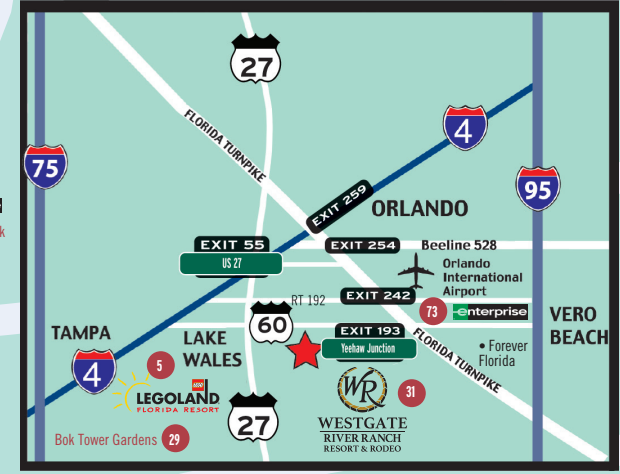 27
FLORIDA TURNPIKE
4
75
95
EXIT 259
ORLANDO
EXIT 55
US 27
EXIT 254
Beeline 528
Orlando
International
Airport
RT 192
EXIT 242
73
enterprise
60
EXIT 193
Yeehaw Junction
VERO
BEACH
TAMPA
LAKE
WALES
• Forever
Florida
FLORIDA TURNPIKE
4
5
LEGO
LEGOLAND
FLORIDA RESORT
WR
31
WESTGATE
RIVER RANCH
RESORT & RODEO
27
Bok Tower Gardens 29
k